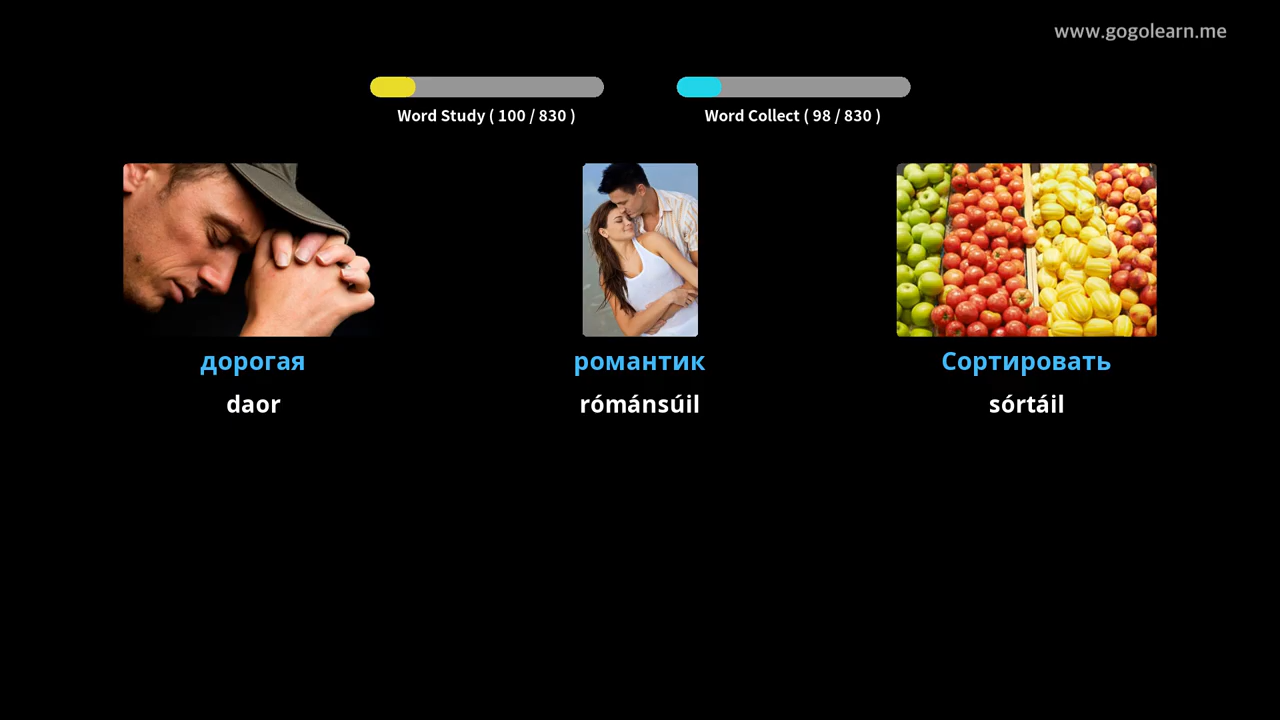 www.gogolearn.me
Word Study ( 100 / 830 )
Word Collect ( 98 / 830 )
дорогая
романтик
Сортировать
daor
rómánsúil
sórtáil